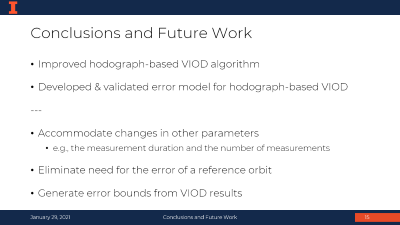 Conclusions and Future Work
• Improved hodograph-based VIOD algorithm
• Developed & validated error model for hodograph-based VIOD
---
• Accommodate changes in other parameters
• e.g., the measurement duration and the number of measurements
• Eliminate need for the error of a reference orbit
• Generate error bounds from VIOD results
January 29, 2021 Conclusions and Future Work 15